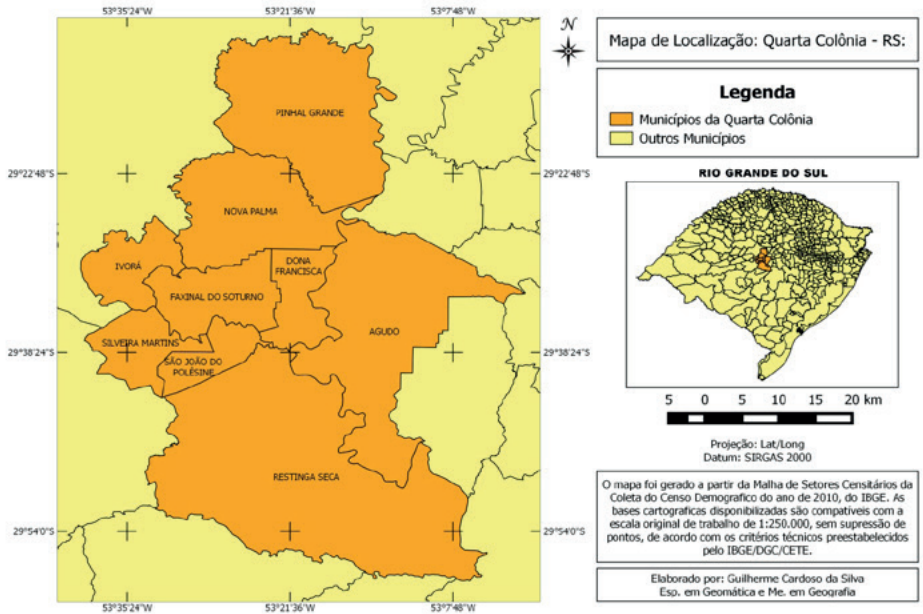 53°35'24"W 53°21'36"W 53°7'48"W
N
Mapa de Localização: Quarta Colônia - RS:
Legenda
Municípios da Quarta Colônia
Outros Municípios
PINHAL GRANDE
29°22'48"S 29°22'48"S
RIO GRANDE DO SUL
NOVA PALMA
IVORÁ
DONA
FRANCISCA
FAXINAL DO SOTURNO
AGUDO
SILVEIRA MARTINS
29°38'24"S 29°38'24"S
SÃO JOÃO DO
POLÊSINE
5 0 5 10 15 20 km
Projeção: Lat/Long
Datum: SIRGAS 2000
RESTINGA SECA
O mapa foi gerado a partir da Malha de Setores Censitários da
Coleta do Censo Demografico do ano de 2010, do IBGE. As
bases cartograficas disponibilizadas são compativeis com a
escala original de trabalho de 1:250.000, sem supressão de
pontos, de acordo com os critérios técnicos preestabelecidos
pelo IBGE/DGC/CETE.
29°54'0"S 29°54'0"S
Elaborado por: Guilherme Cardoso da Silva
Esp. em Geomática e Me. em Geografia
53°35'24"W 53°21'36"W 53°7'48"W